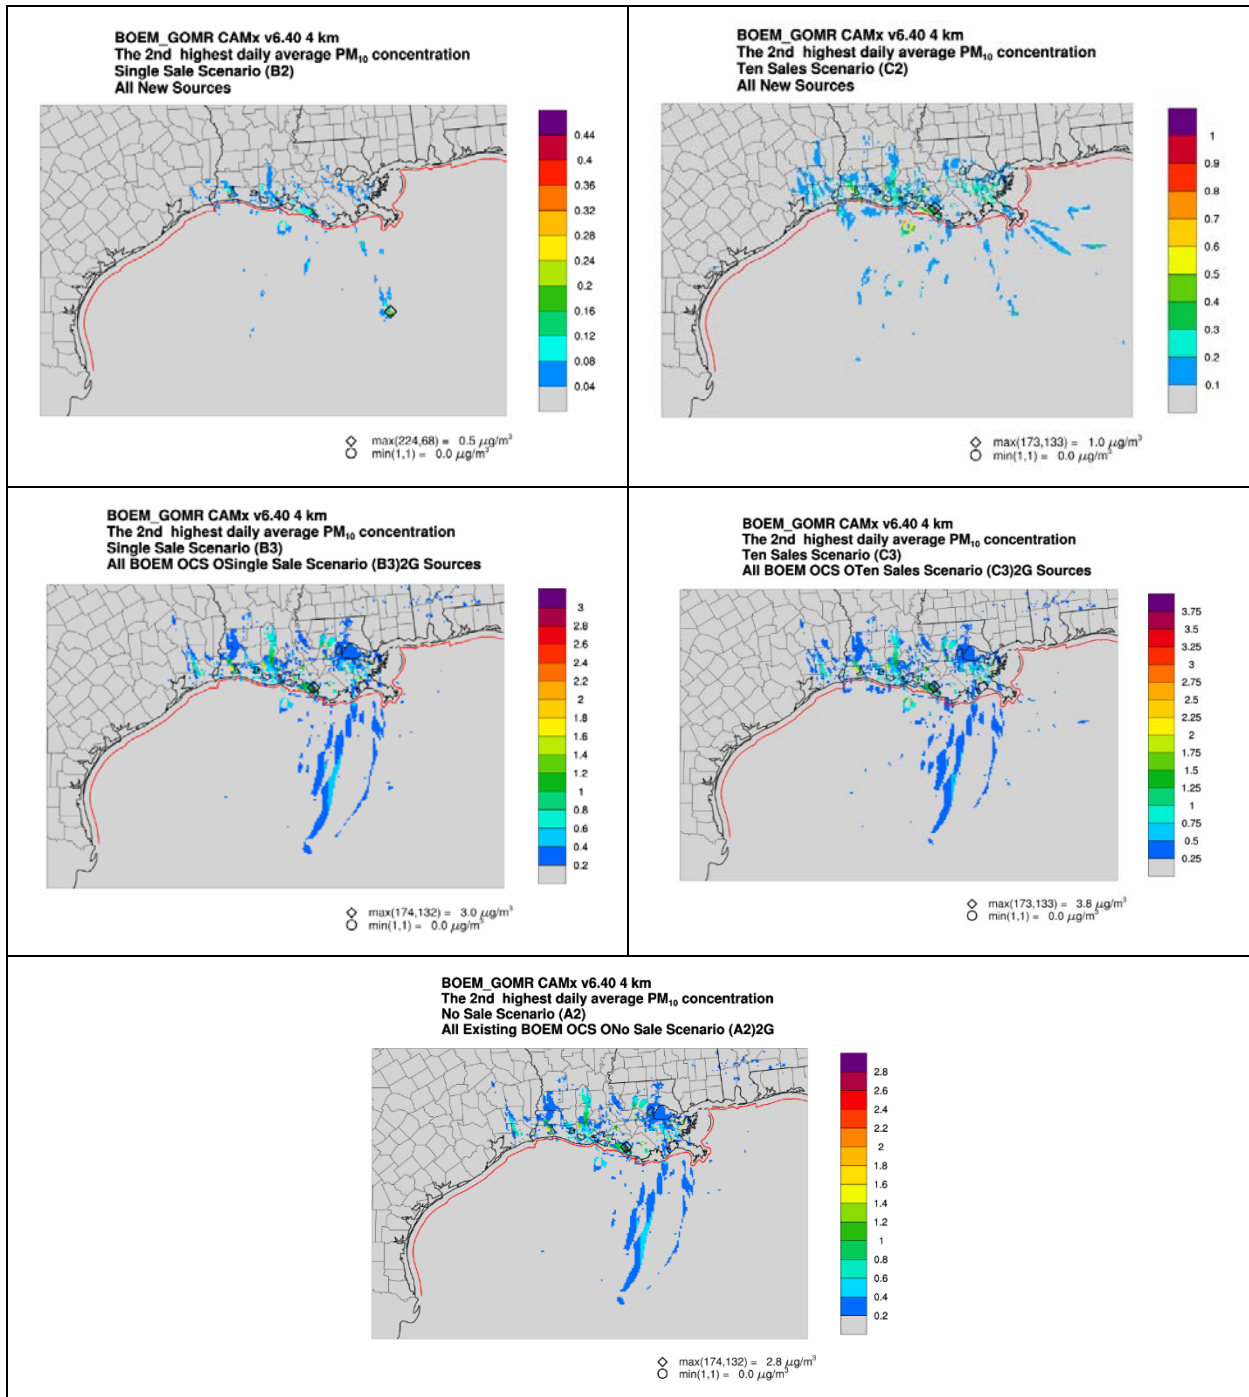 BOEM_GOMR CAMx v6.40 4 km
The 2nd highest daily average PM10 concentration
Single Sale Scenario (B2)
All New Sources
0.44
0.4
0.36
0.32
0.28
0.24
0.2
0.16
0.12
0.08
0.04
max(224,68) = 0.5 µg/m³
min(1,1) = 0.0 µg/m³
BOEM_GOMR CAMx v6.40 4 km
The 2nd highest daily average PM10 concentration
Ten Sales Scenario (C2)
All New Sources
1
0.9
0.8
0.7
0.6
0.5
0.4
0.3
0.2
0.1
max(173,133) = 1.0 µg/m³
min(1,1) = 0.0 µg/m³
BOEM_GOMR CAMx v6.40 4 km
The 2nd highest daily average PM10 concentration
Single Sale Scenario (B3)
All BOEM OCS OSingle Sale Scenario (B3)2G Sources
3
2.8
2.6
2.4
2.2
2
1.8
1.6
1.4
1.2
1
0.8
0.6
0.4
0.2
max(174,132) = 3.0 µg/m³
min(1,1) = 0.0 µg/m³
BOEM_GOMR CAMx v6.40 4 km
The 2nd highest daily average PM10 concentration
Ten Sales Scenario (C3)
All BOEM OCS OTen Sales Scenario (C3)2G Sources
3.75
3.5
3.25
3
2.75
2.5
2.25
2
1.75
1.5
1.25
1
0.75
0.5
0.25
max(173,133) = 3.8 µg/m³
min(1,1) = 0.0 µg/m³
BOEM_GOMR CAMx v6.40 4 km
The 2nd highest daily average PM10 concentration
No Sale Scenario (A2)
All Existing BOEM OCS ONo Sale Scenario (A2)2G
2.8
2.6
2.4
2.2
2
1.8
1.6
1.4
1.2
1
0.8
0.6
0.4
0.2
max(174,132) = 2.8 µg/m³
min(1,1) = 0.0 µg/m³